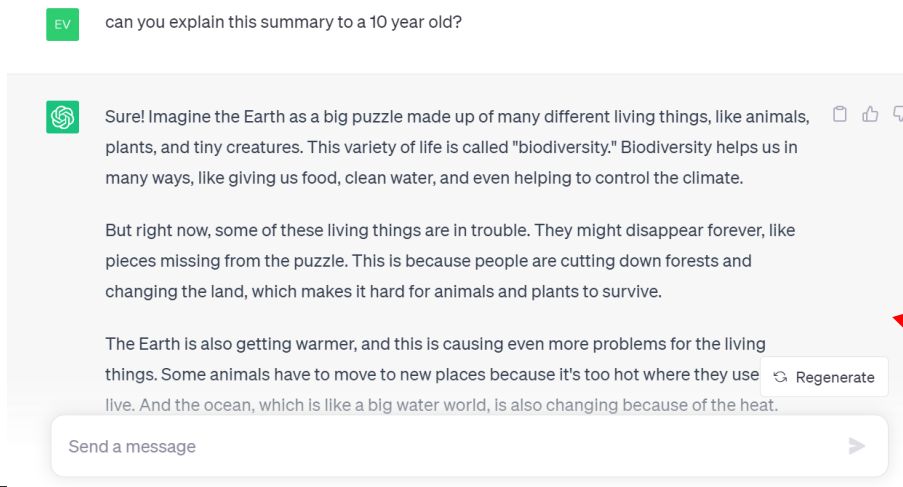 EV
can you explain this summary to a 10 year old?
Sure! Imagine the Earth as a big puzzle made up of many different living things, like animals,
plants, and tiny creatures. This variety of life is called "biodiversity." Biodiversity helps us in
many ways, like giving us food, clean water, and even helping to control the climate.
But right now, some of these living things are in trouble. They might disappear forever, like
pieces missing from the puzzle. This is because people are cutting down forests and
changing the land, which makes it hard for animals and plants to survive.
The Earth is also getting warmer, and this is causing even more problems for the living
things. Some animals have to move to new places because it's too hot where they use
Regenerate
live. And the ocean, which is like a big water world, is also changing because of the heat.
Send a message